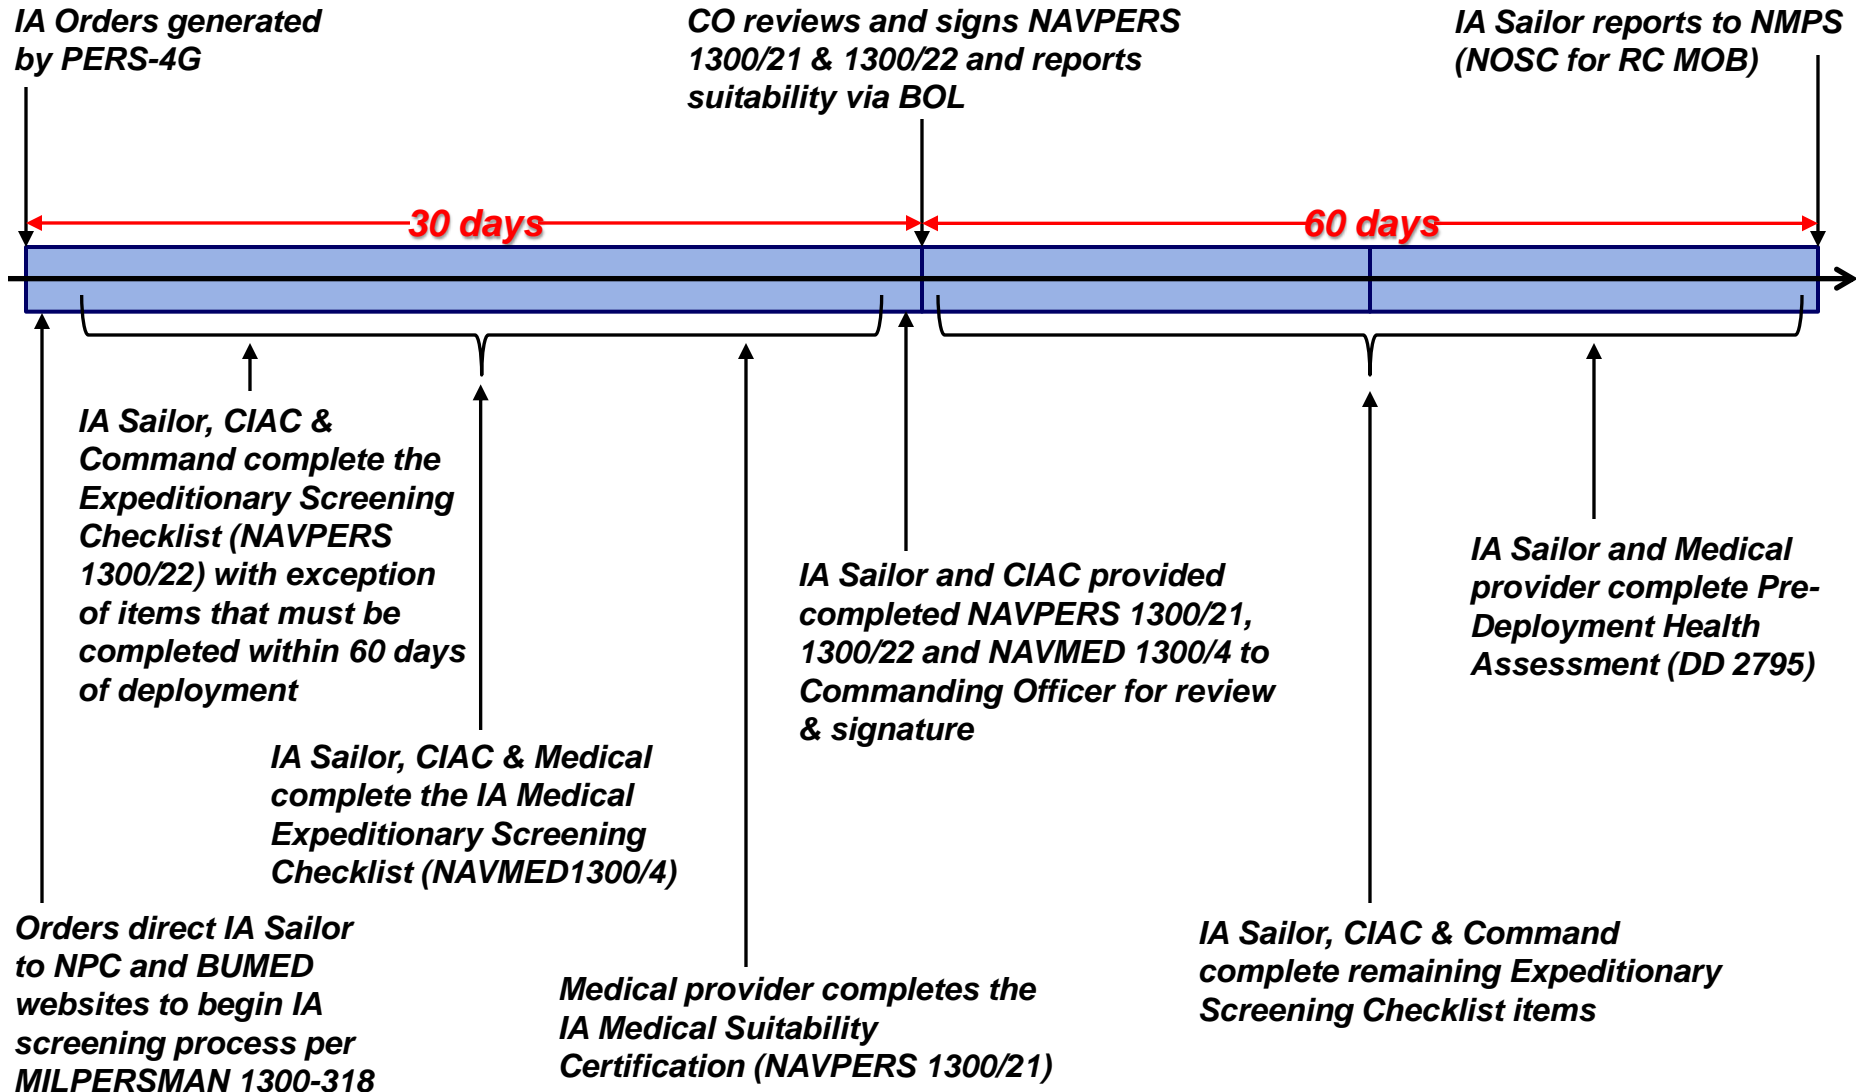 IA Orders generated
by PERS-4G
CO reviews and signs NAVPERS
1300/21 & 1300/22 and reports
suitability via BOL
IA Sailor reports to NMPS
(NOSC for RC MOB)
30 days
60 days
IA Sailor, CIAC &
Command complete the
Expeditionary Screening
Checklist (NAVPERS
1300/22) with exception
of items that must be
completed within 60 days
of deployment
IA Sailor, CIAC & Medical
complete the IA Medical
Expeditionary Screening
Checklist (NAVMED1300/4)
IA Sailor and CIAC provided
completed NAVPERS 1300/21,
1300/22 and NAVMED 1300/4 to
Commanding Officer for review
& signature
IA Sailor and Medical
provider complete Pre-
Deployment Health
Assessment (DD 2795)
Orders direct IA Sailor
to NPC and BUMED
websites to begin IA
screening process per
MILPERSMAN 1300-318
Medical provider completes the
IA Medical Suitability
Certification (NAVPERS 1300/21)
IA Sailor, CIAC & Command
complete remaining Expeditionary
Screening Checklist items